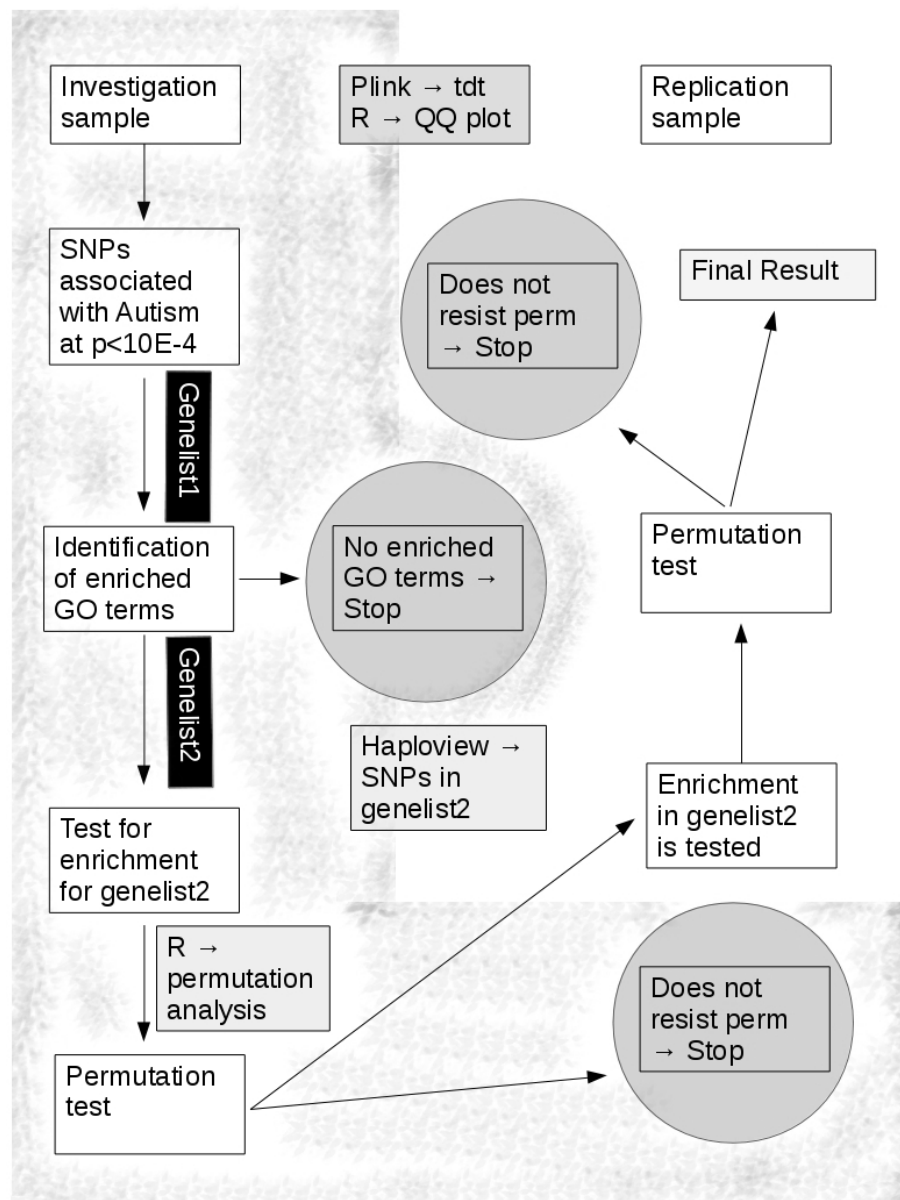 Investigation
sample
Plink → tdt
R → QQ plot
Replication
sample
SNPs
associated
with Autism
at p<10E-4
Does not
resist perm
→ Stop
Final Result
Genelist1
Identification
of enriched
GO terms
No enriched
GO terms →
Stop
Permutation
test
Genelist2
Haploview →
SNPs in
genelist2
Enrichment
in genelist2
is tested
Test for
enrichment
for genelist2
R →
permutation
analysis
Does not
resist perm
→ Stop
Permutation
test